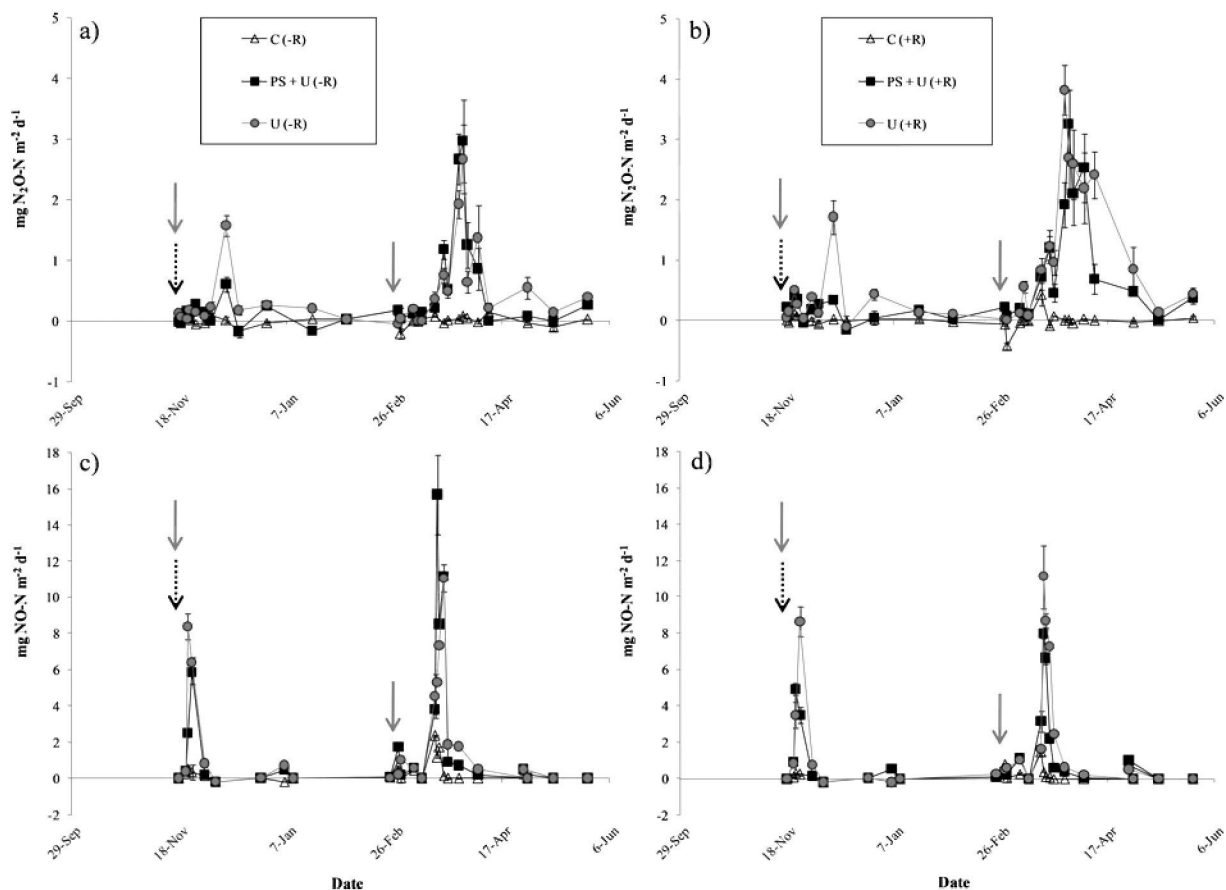 a)
C (-R)
PS + U (-R)
U (-R)
mg N₂O-N m⁻² d⁻¹
5
4
3
2
1
0
-1
29-Sep
18-Nov
7-Jan
26-Feb
17-Apr
6-Jun
b)
C (+R)
PS + U (+R)
U (+R)
mg N₂O-N m⁻² d⁻¹
5
4
3
2
1
0
-1
29-Sep
18-Nov
7-Jan
26-Feb
17-Apr
6-Jun
c)
mg NO-N m⁻² d⁻¹
18
16
14
12
10
8
6
4
2
0
-2
29-Sep
18-Nov
7-Jan
26-Feb
17-Apr
6-Jun
Date
d)
mg NO-N m⁻² d⁻¹
18
16
14
12
10
8
6
4
2
0
-2
29-Sep
18-Nov
7-Jan
26-Feb
17-Apr
6-Jun
Date